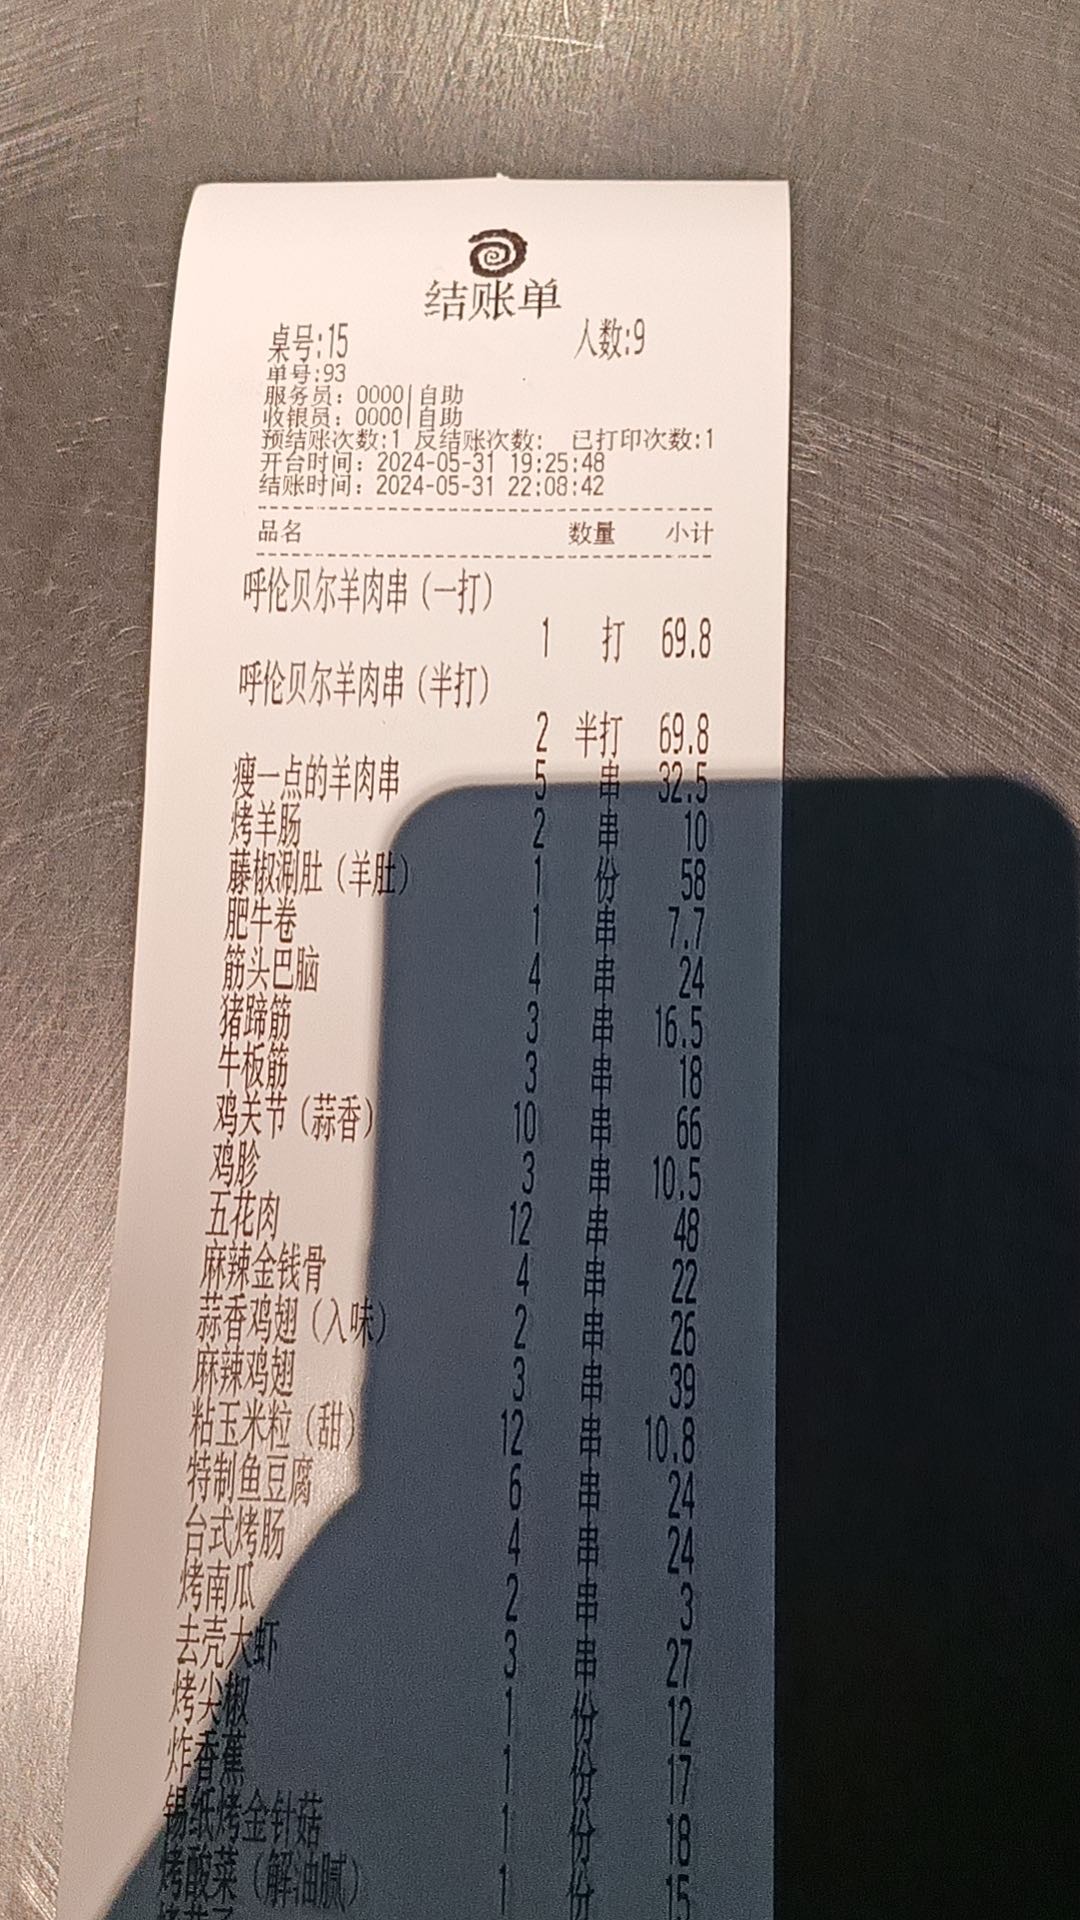 结账单
桌号:15 人数:9
单号:93
服务员: 0000|自助
收银员: 0000|自助
预结账次数:1 反结账次数: 已打印次数:1
开台时间: 2024-05-31 19:25:48
结账时间: 2024-05-31 22:08:42
品名 数量 小计
呼伦贝尔羊肉串(一打)
1 打 69.8
呼伦贝尔羊肉串(半打)
2 半打 69.8
瘦一点的羊肉串 5 串 32.5
烤羊肠 2 串 10
藤椒涮肚(羊肚) 1 份 58
肥牛卷 1 串 7.7
筋头巴脑 4 串 24
猪蹄筋 3 串 16.5
牛板筋 3 串 18
鸡关节(蒜香) 10 串 66
鸡胗 3 串 10.5
五花肉 12 串 48
麻辣金钱骨 4 串 22
蒜香鸡翅(入味) 2 串 26
麻辣鸡翅 3 串 39
粘玉米粒(甜) 12 串 10.8
特制鱼豆腐 6 串 24
台式烤肠 4 串 24
烤南瓜 2 串 3
去壳大虾 3 串 27
烤尖椒 1 份 12
炸香蕉 1 份 17
锡纸烤金针菇 1 份 18
烤酸菜(解油腻) 1 份 15